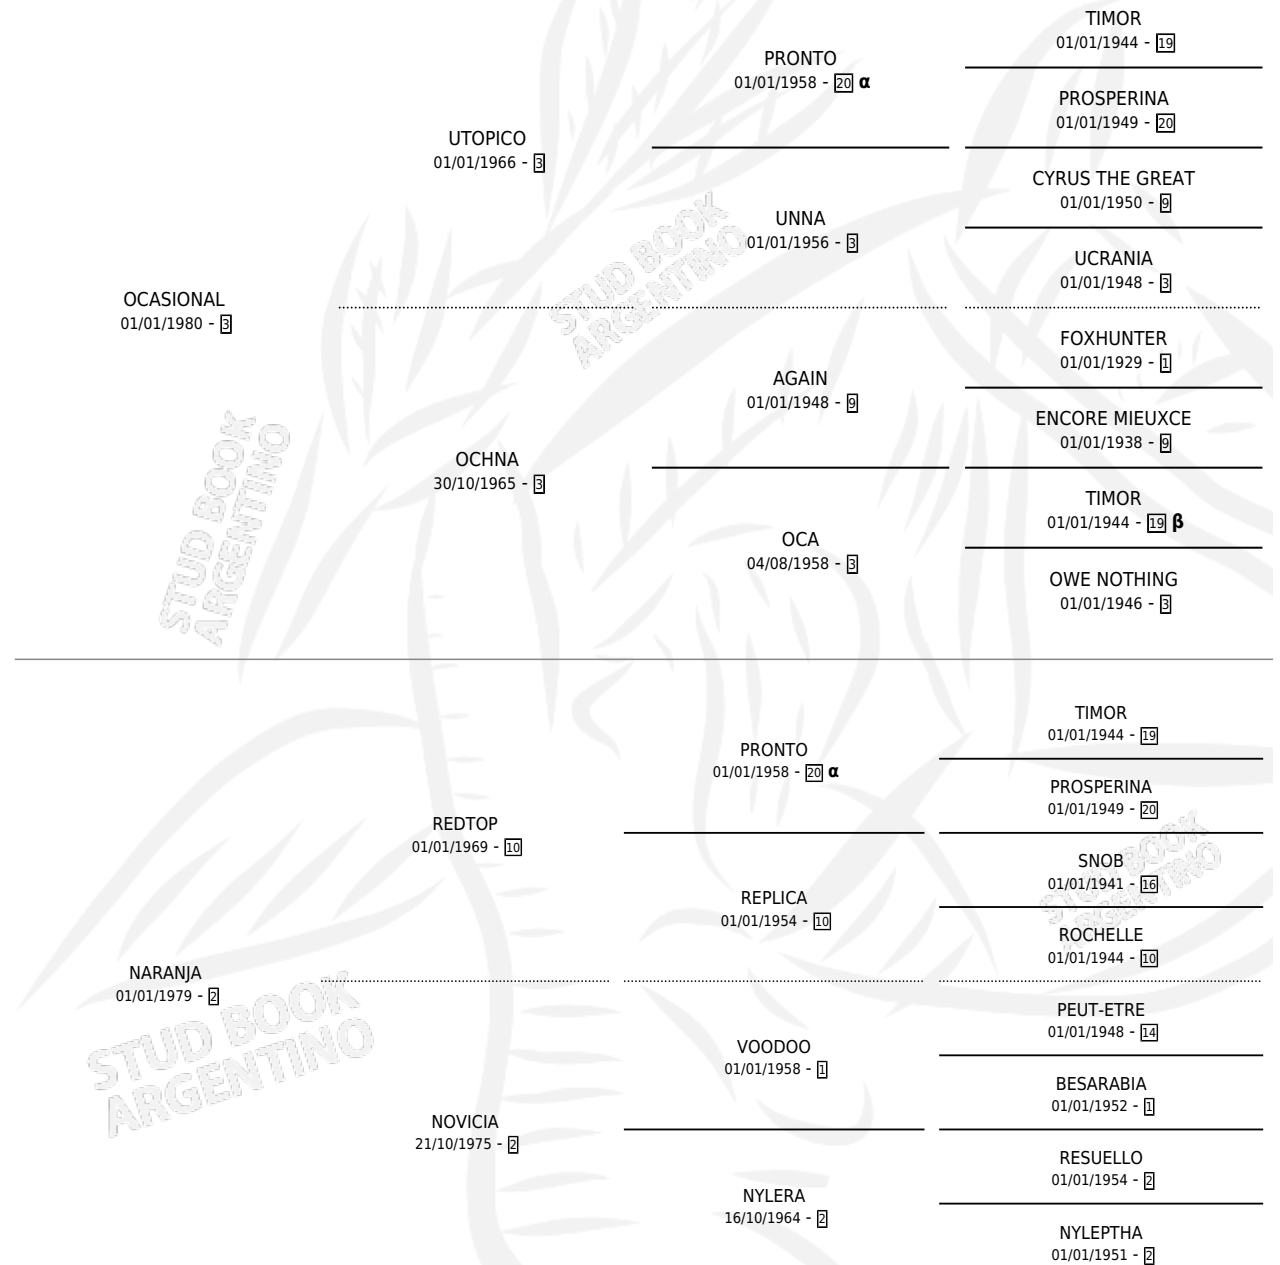 TIMOR
01/01/1944 - 19
PRONTO
01/01/1958 - 20 α
PROSPERINA
01/01/1949 - 20
UTOPICO
01/01/1966 - 3
CYRUS THE GREAT
01/01/1950 - 9
UNNA
01/01/1956 - 3
UCRANIA
01/01/1948 - 3
OCASIONAL
01/01/1980 - 3
FOXHUNTER
01/01/1929 - 1
AGAIN
01/01/1948 - 9
ENCORE MIEUXCE
01/01/1938 - 9
OCHNA
30/10/1965 - 3
TIMOR
01/01/1944 - 19 β
OCA
04/08/1958 - 3
OWE NOTHING
01/01/1946 - 3
TIMOR
01/01/1944 - 19
PRONTO
01/01/1958 - 20 α
PROSPERINA
01/01/1949 - 20
REDTOP
01/01/1969 - 10
SNOB
01/01/1941 - 16
REPLICA
01/01/1954 - 10
ROCHELLE
01/01/1944 - 10
NARANJA
01/01/1979 - 2
PEUT-ETRE
01/01/1948 - 14
VOODOO
01/01/1958 - 1
BESARABIA
01/01/1952 - 1
NOVICIA
21/10/1975 - 2
RESUELLO
01/01/1954 - 2
NYLERA
16/10/1964 - 2
NYLEPTHA
01/01/1951 - 2
STUD BOOK
ARGENTINO
STUD BOOK
ARGENTINO
STUD BOOK
ARGENTINO
STUD BOOK
ARGENTINO